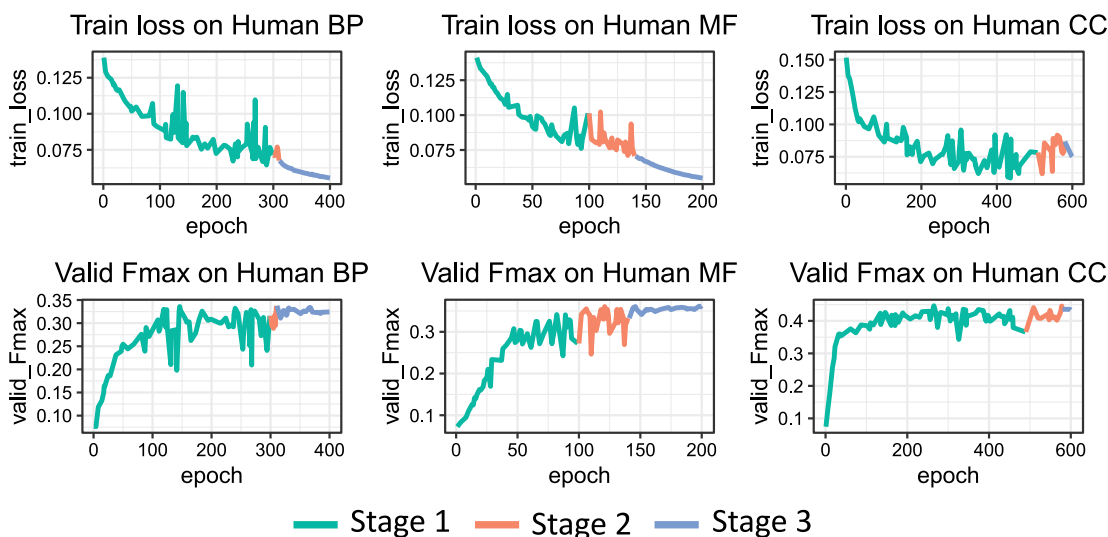 Train loss on Human BP
Train loss on Human MF
Train loss on Human CC
train_loss
0.125
0.100
0.075
0 100 200 300 400
epoch
train_loss
0.125
0.100
0.075
0 50 100 150 200
epoch
train_loss
0.150
0.125
0.100
0.075
0 200 400 600
epoch
Valid Fmax on Human BP
Valid Fmax on Human MF
Valid Fmax on Human CC
valid_Fmax
0.35
0.30
0.25
0.20
0.15
0.10
0 100 200 300 400
epoch
valid_Fmax
0.3
0.2
0.1
0 50 100 150 200
epoch
valid_Fmax
0.4
0.3
0.2
0.1
0 200 400 600
epoch
Stage 1 Stage 2 Stage 3